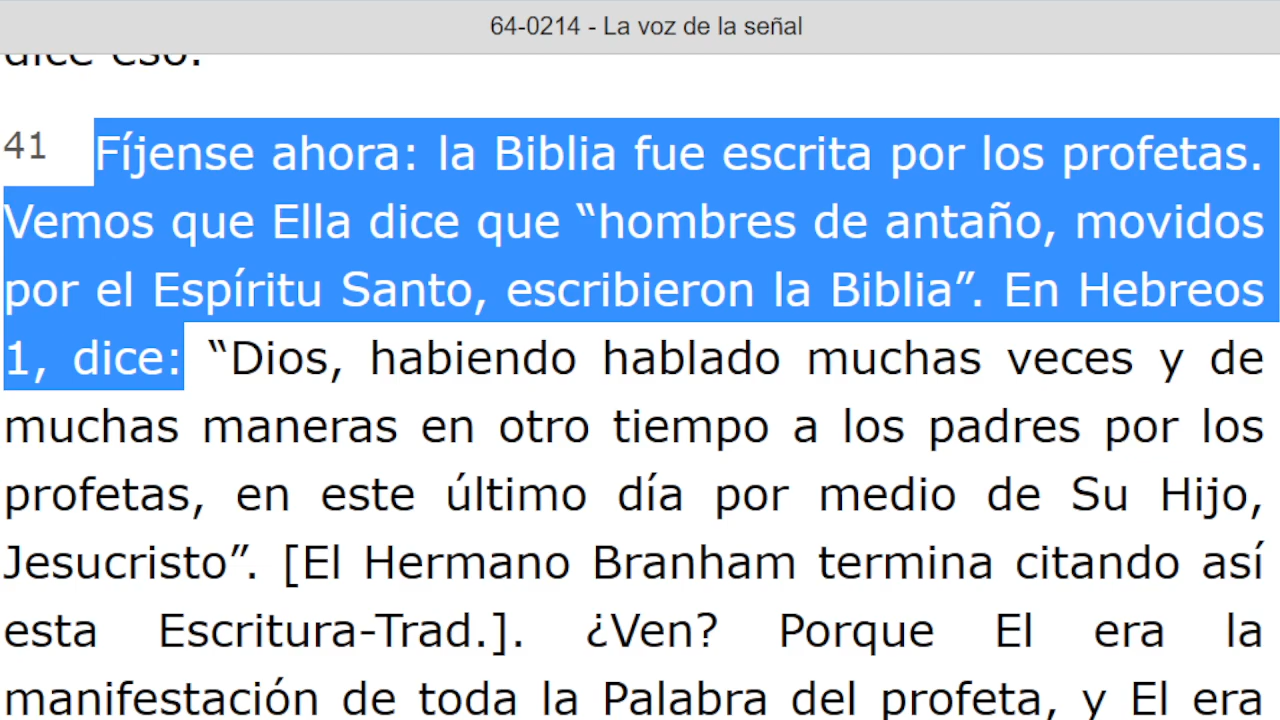 64-0214 - La voz de la señal
dice eso.
41 Fíjense ahora: la Biblia fue escrita por los profetas.
Vemos que Ella dice que “hombres de antaño, movidos
por el Espíritu Santo, escribieron la Biblia”. En Hebreos
1, dice: “Dios, habiendo hablado muchas veces y de
muchas maneras en otro tiempo a los padres por los
profetas, en este último día por medio de Su Hijo,
Jesucristo”. [El Hermano Branham termina citando así
esta Escritura-Trad.]. ¿Ven? Porque El era la
manifestación de toda la Palabra del profeta, y El era